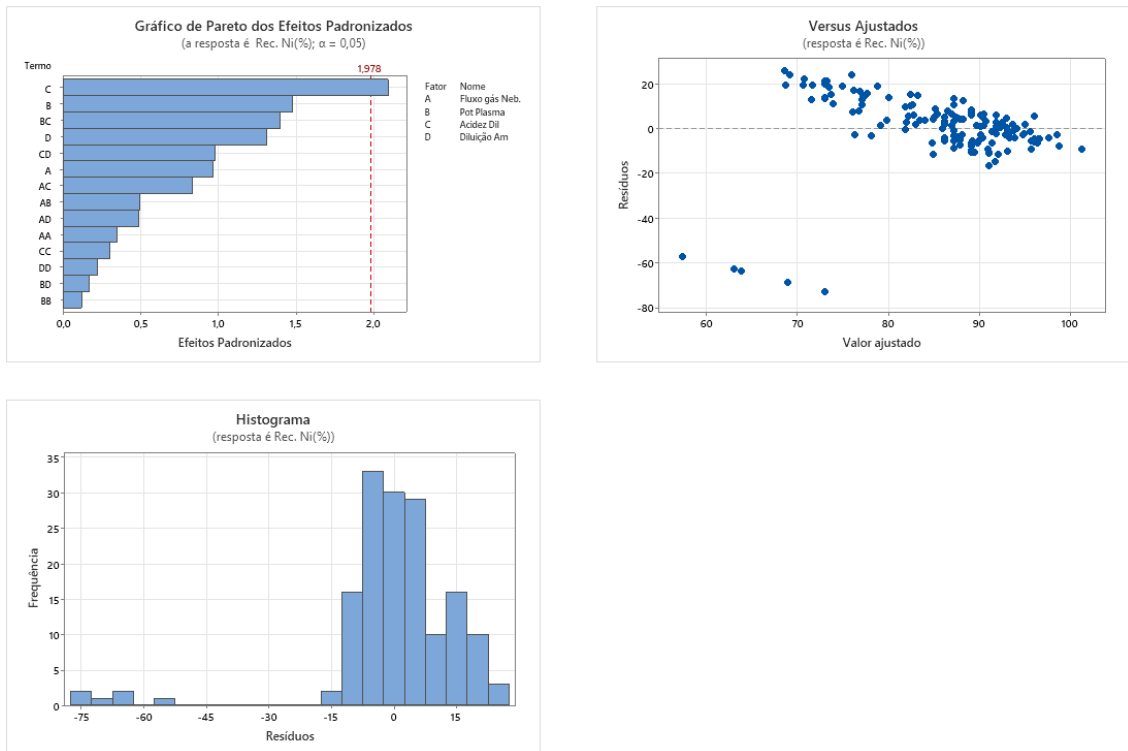 Gráfico de Pareto dos Efeitos Padronizados
(a resposta é Rec. Ni(%); α = 0,05)
Termo
1,978
C
B
BC
D
CD
A
AC
AB
AD
AA
CC
DD
BD
BB
0,0 0,5 1,0 1,5 2,0
Efeitos Padronizados
Fator Nome
A Fluxo gás Neb.
B Pot Plasma
C Acidez Dil
D Diluição Am
Versus Ajustados
(resposta é Rec. Ni(%))
Resíduos
20
0
-20
-40
-60
-80
60 70 80 90 100
Valor ajustado
Histograma
(resposta é Rec. Ni(%))
Frequência
35
30
25
20
15
10
5
0
-75 -60 -45 -30 -15 0 15
Resíduos